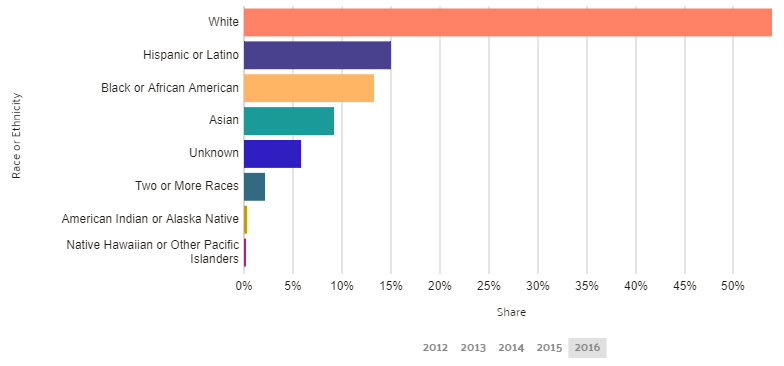 White
Hispanic or Latino
Black or African American
Asian
Unknown
Two or More Races
American Indian or Alaska Native
Native Hawaiian or Other Pacific
Islanders
Race or Ethnicity
0% 5% 10% 15% 20% 25% 30% 35% 40% 45% 50%
Share
2012 2013 2014 2015 2016